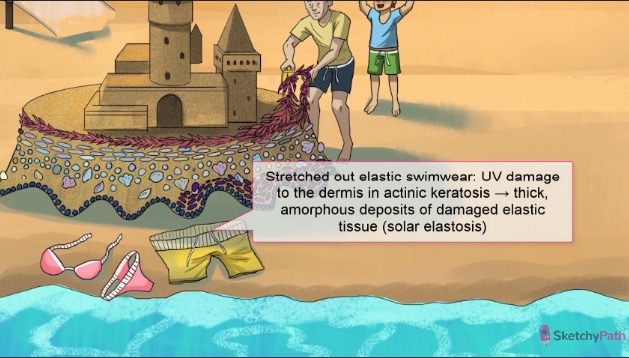 Stretched out elastic swimwear: UV damage
to the dermis in actinic keratosis → thick,
amorphous deposits of damaged elastic
tissue (solar elastosis)
SketchyPath